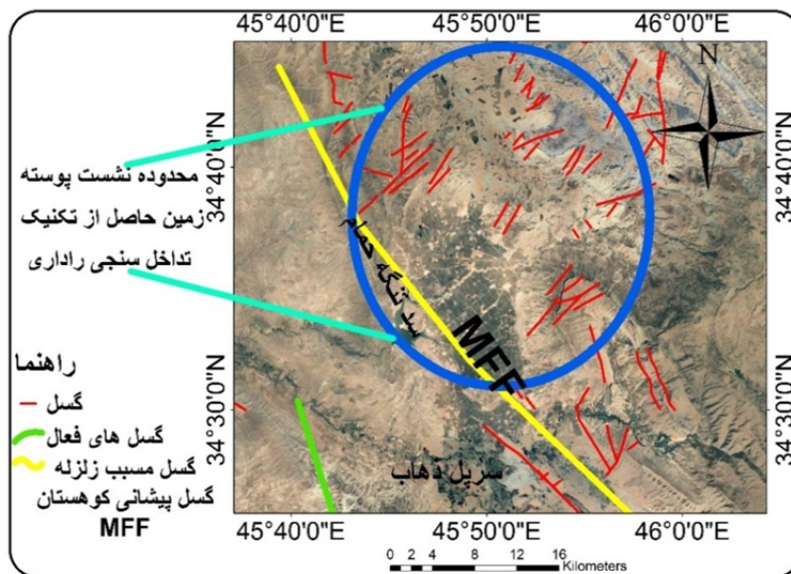 45°40'0"E 45°50'0"E 46°0'0"E
N
34°40'0"N
34°40'0"N
محدوده نشست پوسته
زمین حاصل از تکنیک
تداخل سنجی راداری
سد تنگه حمام
MFF
راهنما
گسل
گسل های فعال
گسل مسبب زلزله
گسل پیشانی کوهستان
MFF
34°30'0"N
34°30'0"N
سرپل ذهاب
45°40'0"E 45°50'0"E 46°0'0"E
0 2 4 8 12 16
Kilometers